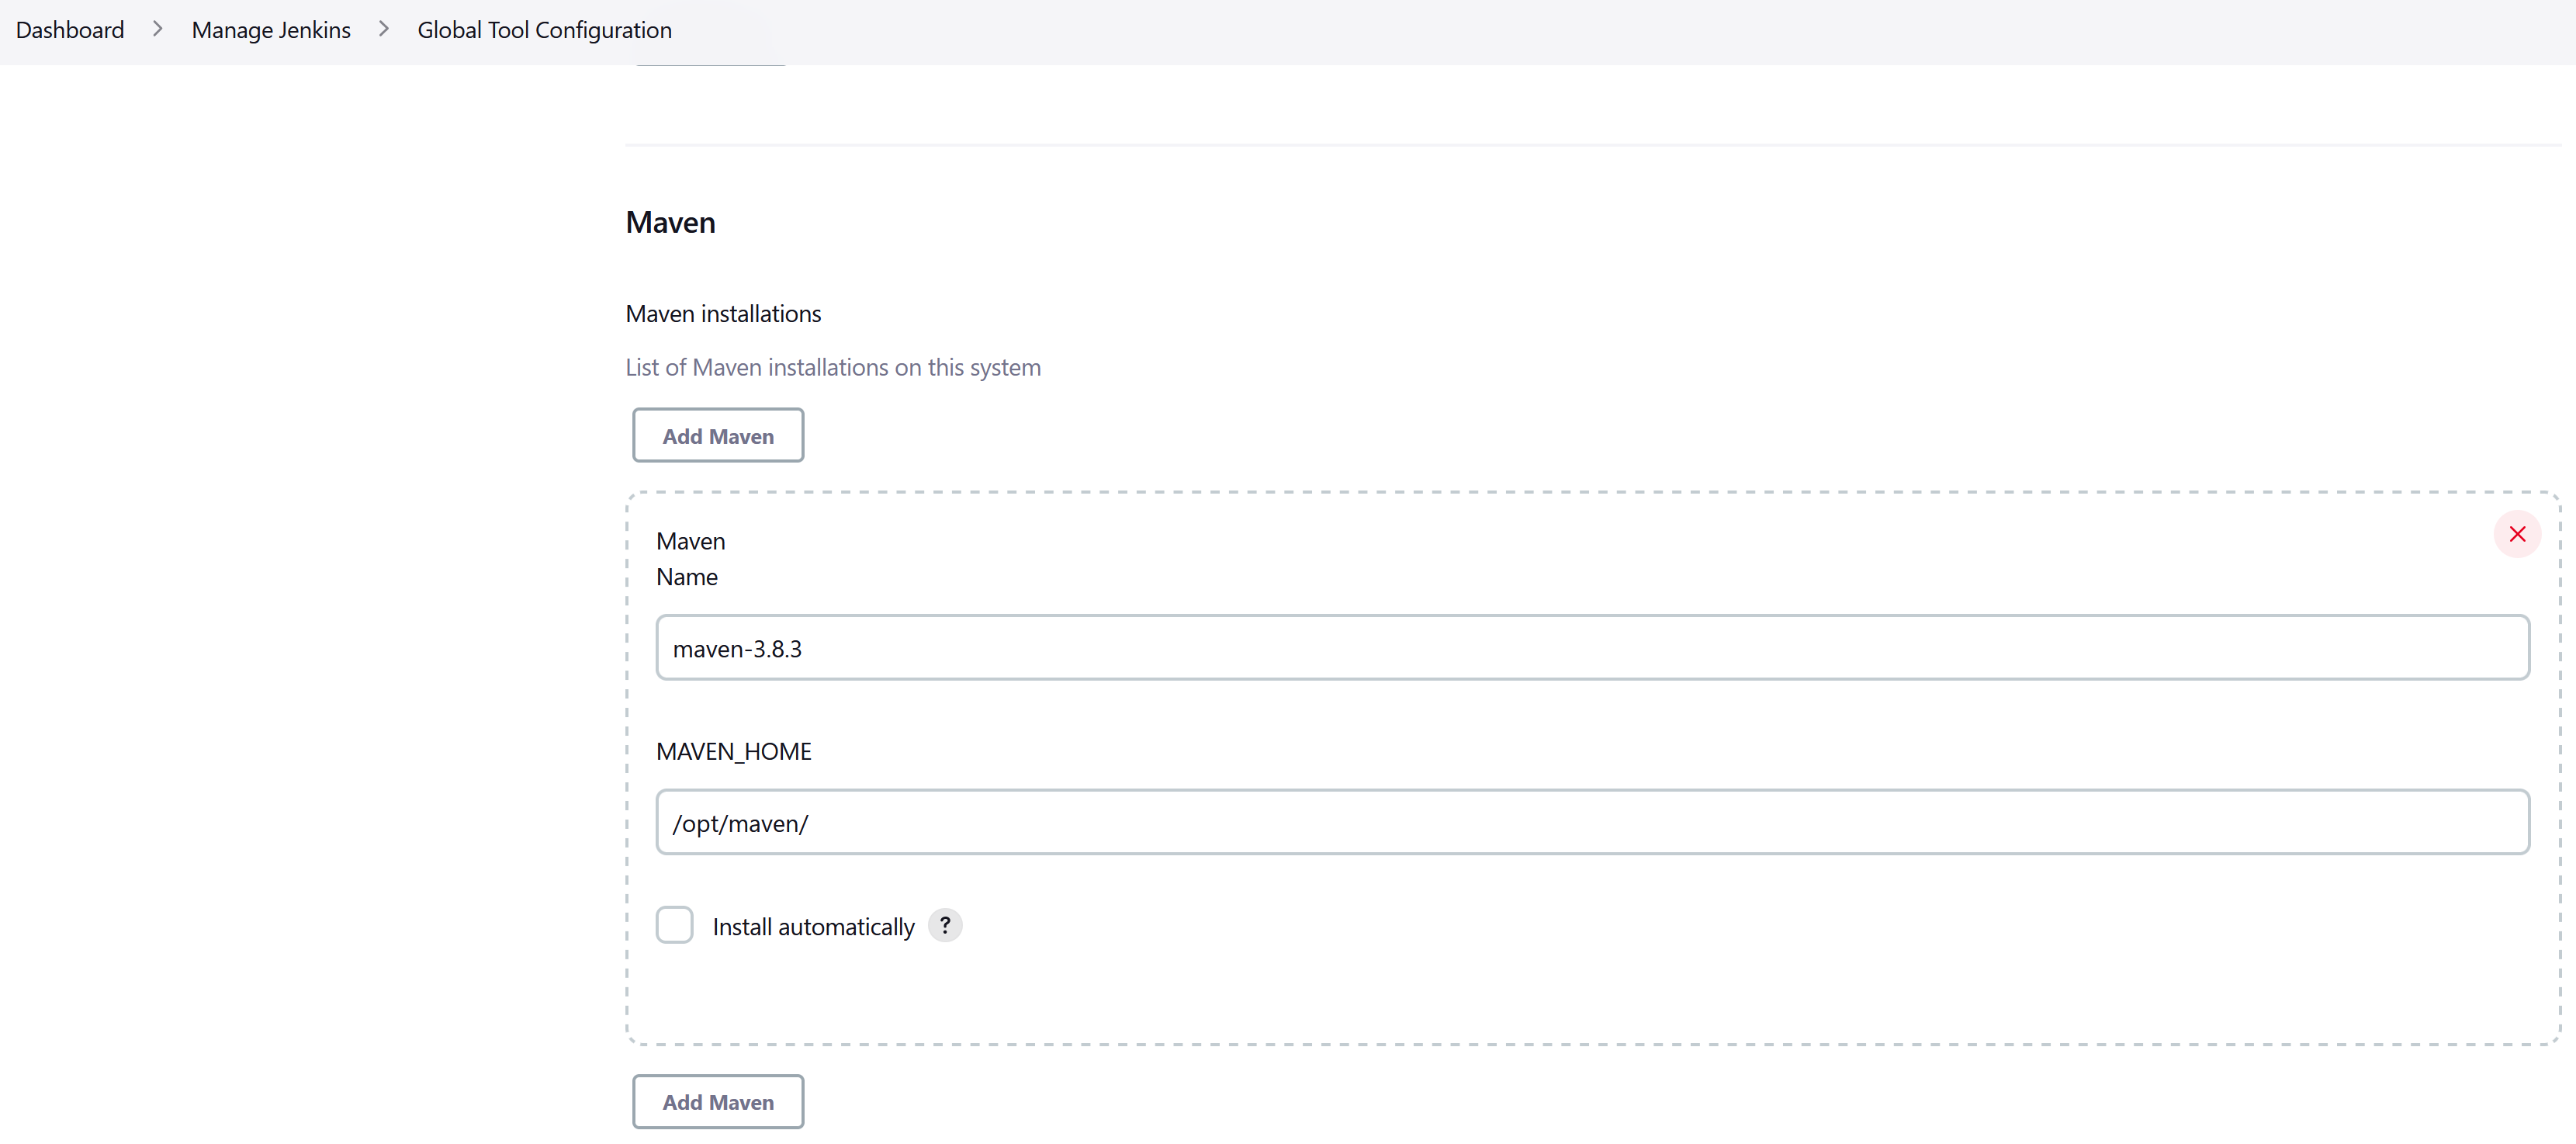 Dashboard > Manage Jenkins > Global Tool Configuration
Maven
Maven installations
List of Maven installations on this system
Add Maven
Maven
Name
maven-3.8.3
MAVEN_HOME
/opt/maven/
Install automatically ?
Add Maven